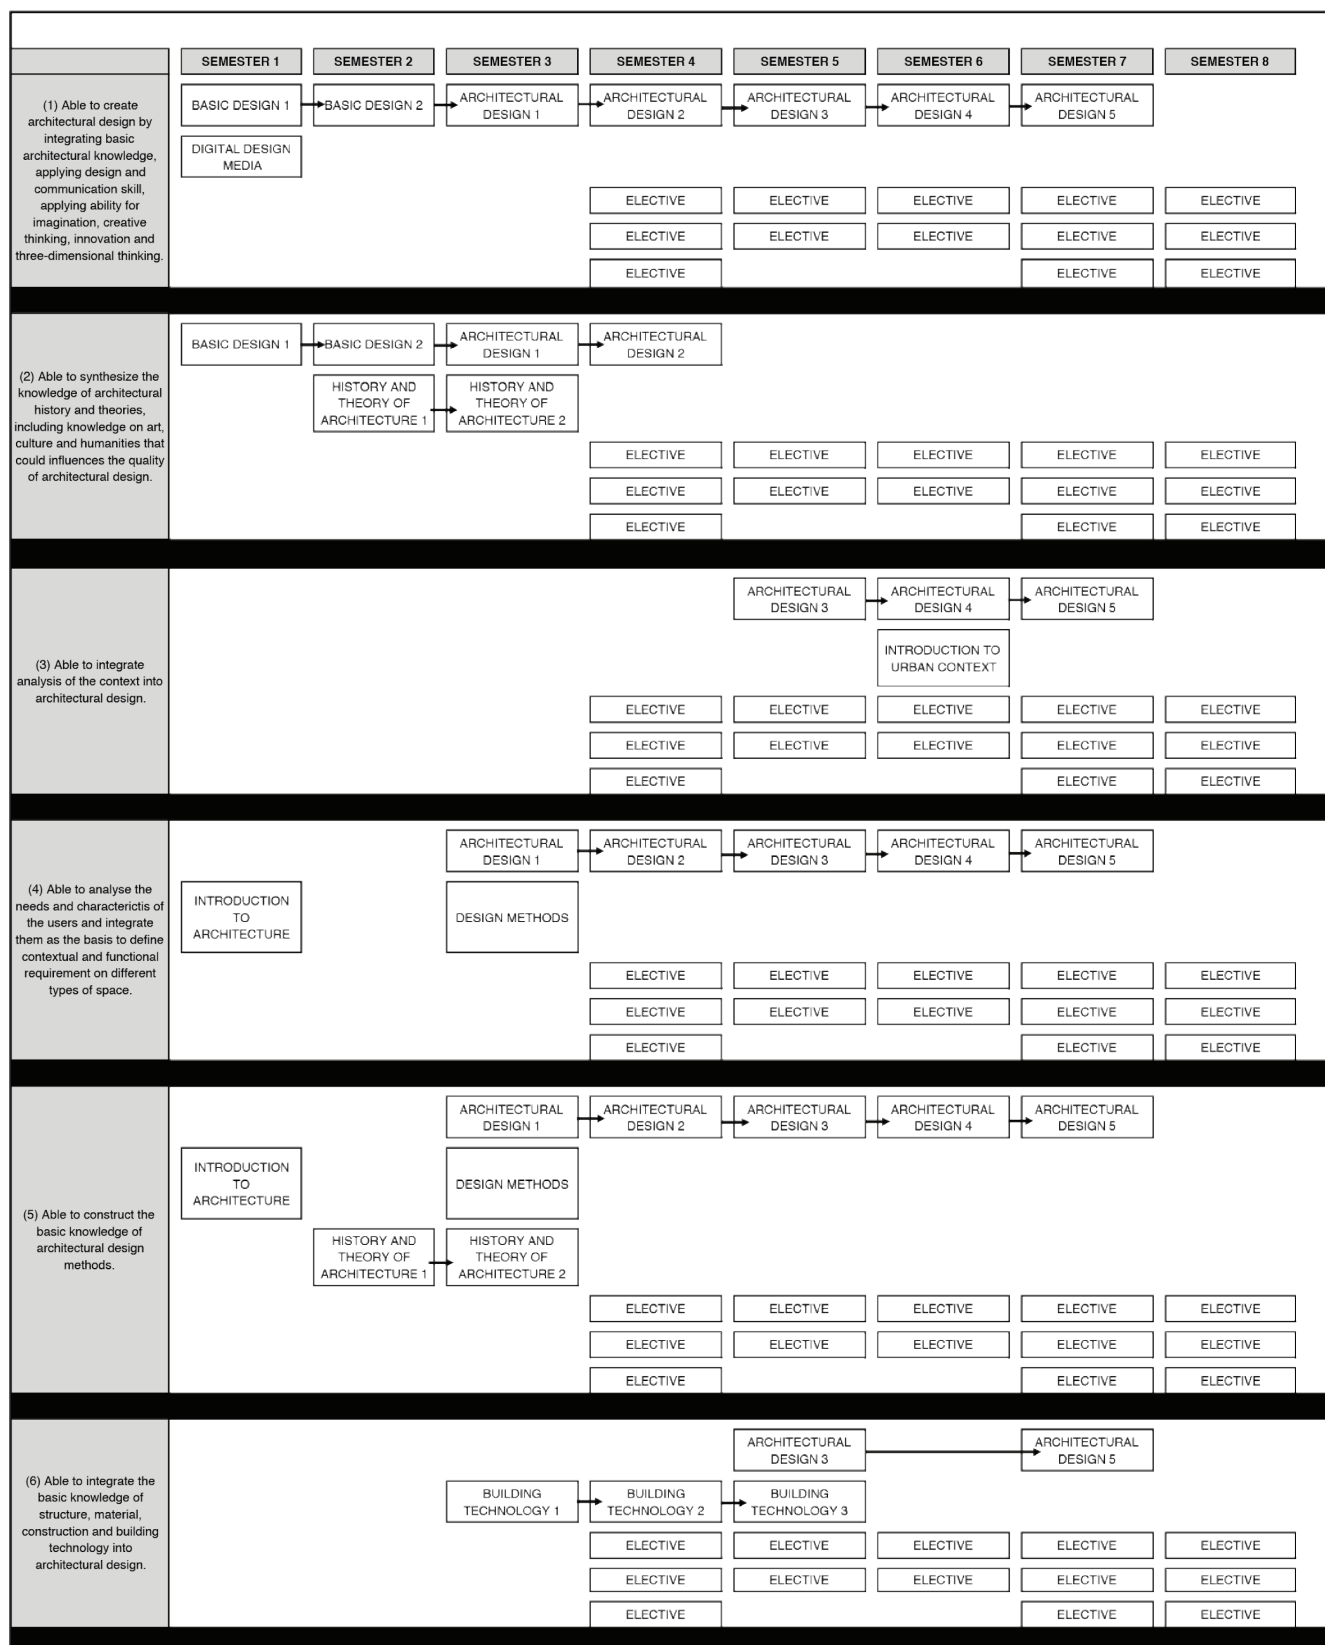 SEMESTER 1 SEMESTER 2 SEMESTER 3 SEMESTER 4 SEMESTER 5 SEMESTER 6 SEMESTER 7 SEMESTER 8
(1) Able to create
architectural design by
integrating basic
architectural knowledge,
applying design and
communication skill,
applying ability for
imagination, creative
thinking, innovation and
three-dimensional thinking.
BASIC DESIGN 1
BASIC DESIGN 2
ARCHITECTURAL
DESIGN 1
ARCHITECTURAL
DESIGN 2
ARCHITECTURAL
DESIGN 3
ARCHITECTURAL
DESIGN 4
ARCHITECTURAL
DESIGN 5
DIGITAL DESIGN
MEDIA
ELECTIVE ELECTIVE ELECTIVE ELECTIVE ELECTIVE
ELECTIVE ELECTIVE ELECTIVE ELECTIVE ELECTIVE
ELECTIVE ELECTIVE ELECTIVE
(2) Able to synthesize the
knowledge of architectural
history and theories,
including knowledge on art,
culture and humanities that
could influences the quality
of architectural design.
BASIC DESIGN 1
BASIC DESIGN 2
ARCHITECTURAL
DESIGN 1
ARCHITECTURAL
DESIGN 2
HISTORY AND
THEORY OF
ARCHITECTURE 1
HISTORY AND
THEORY OF
ARCHITECTURE 2
ELECTIVE ELECTIVE ELECTIVE ELECTIVE ELECTIVE
ELECTIVE ELECTIVE ELECTIVE ELECTIVE ELECTIVE
ELECTIVE ELECTIVE ELECTIVE
(3) Able to integrate
analysis of the context into
architectural design.
ARCHITECTURAL
DESIGN 3
ARCHITECTURAL
DESIGN 4
ARCHITECTURAL
DESIGN 5
INTRODUCTION TO
URBAN CONTEXT
ELECTIVE ELECTIVE ELECTIVE ELECTIVE ELECTIVE
ELECTIVE ELECTIVE ELECTIVE ELECTIVE ELECTIVE
ELECTIVE ELECTIVE ELECTIVE
(4) Able to analyse the
needs and characterictis of
the users and integrate
them as the basis to define
contextual and functional
requirement on different
types of space.
ARCHITECTURAL
DESIGN 1
ARCHITECTURAL
DESIGN 2
ARCHITECTURAL
DESIGN 3
ARCHITECTURAL
DESIGN 4
ARCHITECTURAL
DESIGN 5
INTRODUCTION
TO
ARCHITECTURE
DESIGN METHODS
ELECTIVE ELECTIVE ELECTIVE ELECTIVE ELECTIVE
ELECTIVE ELECTIVE ELECTIVE ELECTIVE ELECTIVE
ELECTIVE ELECTIVE ELECTIVE
(5) Able to construct the
basic knowledge of
architectural design
methods.
ARCHITECTURAL
DESIGN 1
ARCHITECTURAL
DESIGN 2
ARCHITECTURAL
DESIGN 3
ARCHITECTURAL
DESIGN 4
ARCHITECTURAL
DESIGN 5
INTRODUCTION
TO
ARCHITECTURE
DESIGN METHODS
HISTORY AND
THEORY OF
ARCHITECTURE 1
HISTORY AND
THEORY OF
ARCHITECTURE 2
ELECTIVE ELECTIVE ELECTIVE ELECTIVE ELECTIVE
ELECTIVE ELECTIVE ELECTIVE ELECTIVE ELECTIVE
ELECTIVE ELECTIVE ELECTIVE
(6) Able to integrate the
basic knowledge of
structure, material,
construction and building
technology into
architectural design.
ARCHITECTURAL
DESIGN 3
ARCHITECTURAL
DESIGN 5
BUILDING
TECHNOLOGY 1
BUILDING
TECHNOLOGY 2
BUILDING
TECHNOLOGY 3
ELECTIVE ELECTIVE ELECTIVE ELECTIVE ELECTIVE
ELECTIVE ELECTIVE ELECTIVE ELECTIVE ELECTIVE
ELECTIVE ELECTIVE ELECTIVE